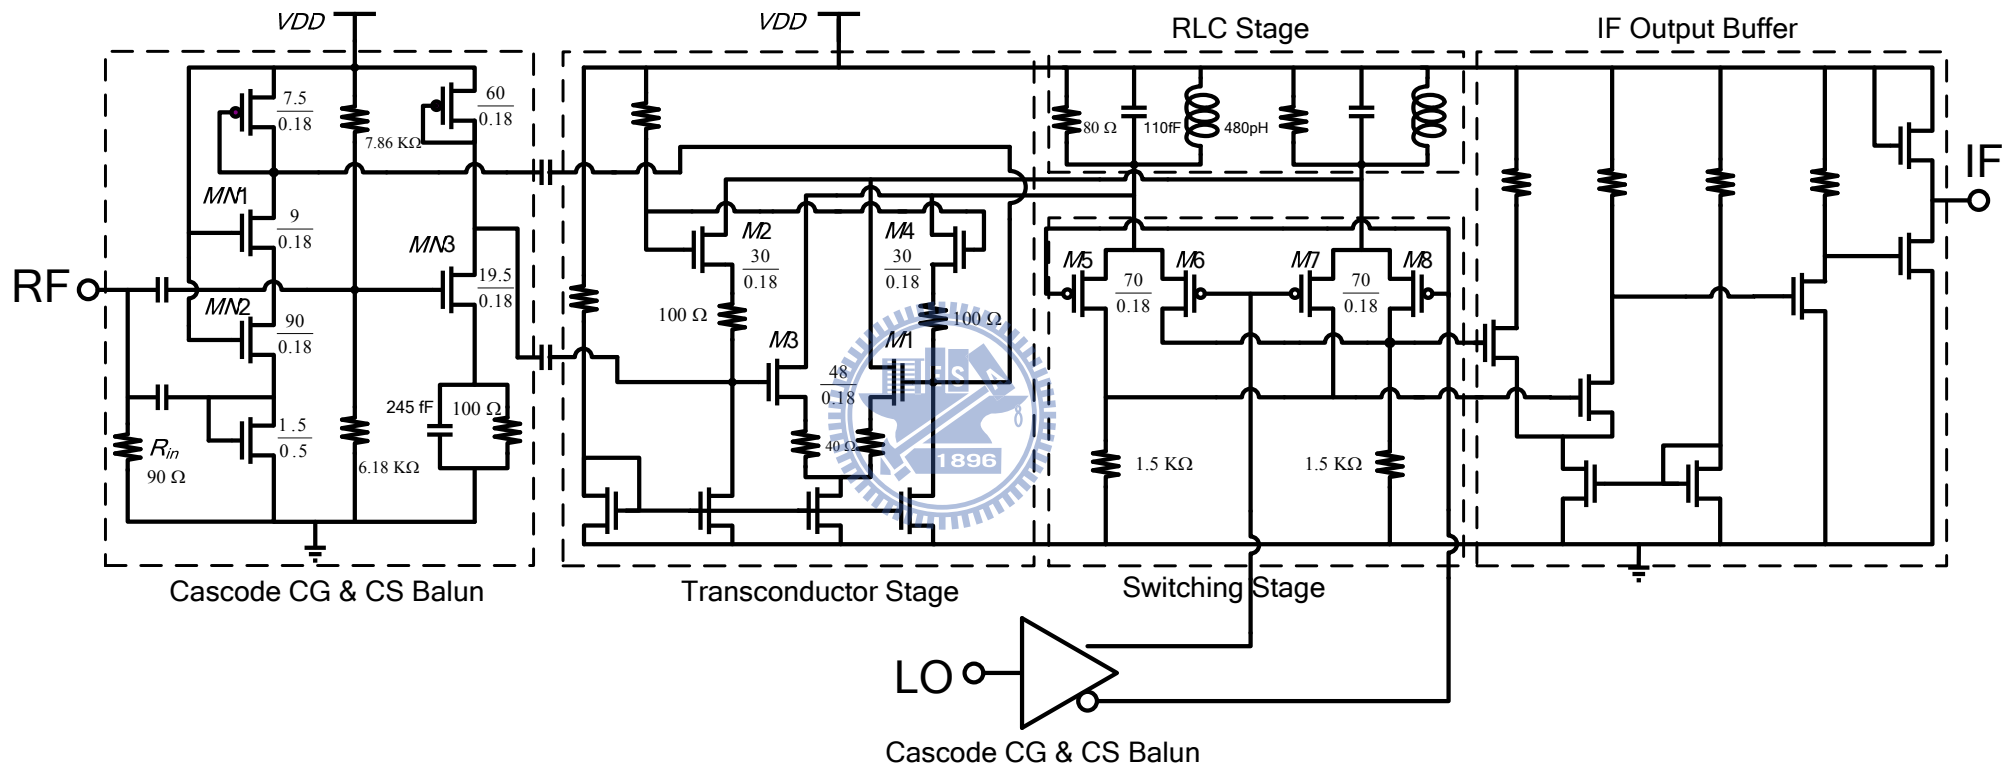 VDD
VDD
RLC Stage
IF Output Buffer
7.5
0.18
60
0.18
7.86 KΩ
80 Ω
110fF
480pH
MN1
9
0.18
MN3
19.5
0.18
RF
MN2
90
0.18
M2
30
0.18
M4
30
0.18
100 Ω
100 Ω
M5
M6
70
0.18
M7
M8
70
0.18
IF
M3
M1
48
0.18
40 Ω
245 fF
100 Ω
1.5
0.5
Rin
90 Ω
6.18 KΩ
1.5 KΩ
1.5 KΩ
E S A
8
1896
Cascode CG & CS Balun
Transconductor Stage
Switching Stage
LO
Cascode CG & CS Balun